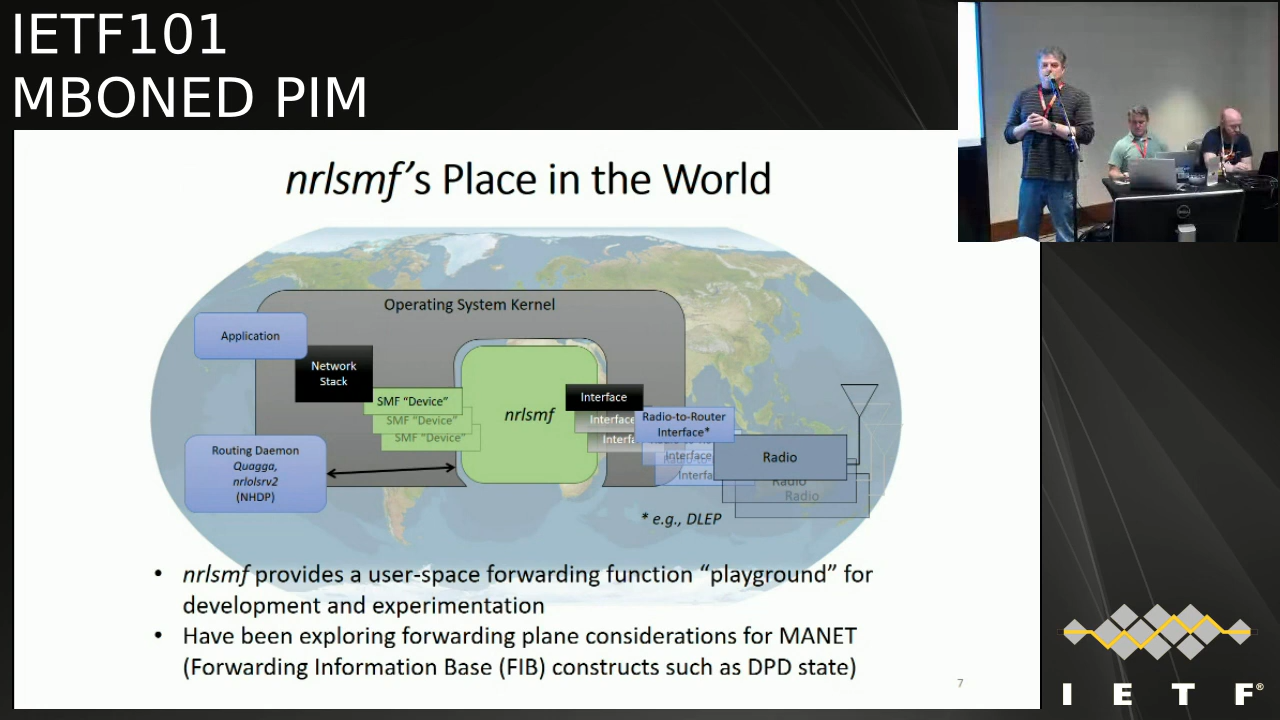 IETF101
MBONED PIM
nrlsmf's Place in the World
Operating System Kernel
Application
Network
Stack
SMF “Device”
SMF “Device”
SMF “Device”
nrlsmf
Interface
Interface
Interfa
Radio-to-Router
Interface*
Interface
Interfa
Radio
Radio
Radio
Routing Daemon
Quagga,
nrlolsrv2
(NHDP)
* e.g., DLEP
• nrlsmf provides a user-space forwarding function “playground” for
development and experimentation
• Have been exploring forwarding plane considerations for MANET
(Forwarding Information Base (FIB) constructs such as DPD state)
7
DELL
I E T F®